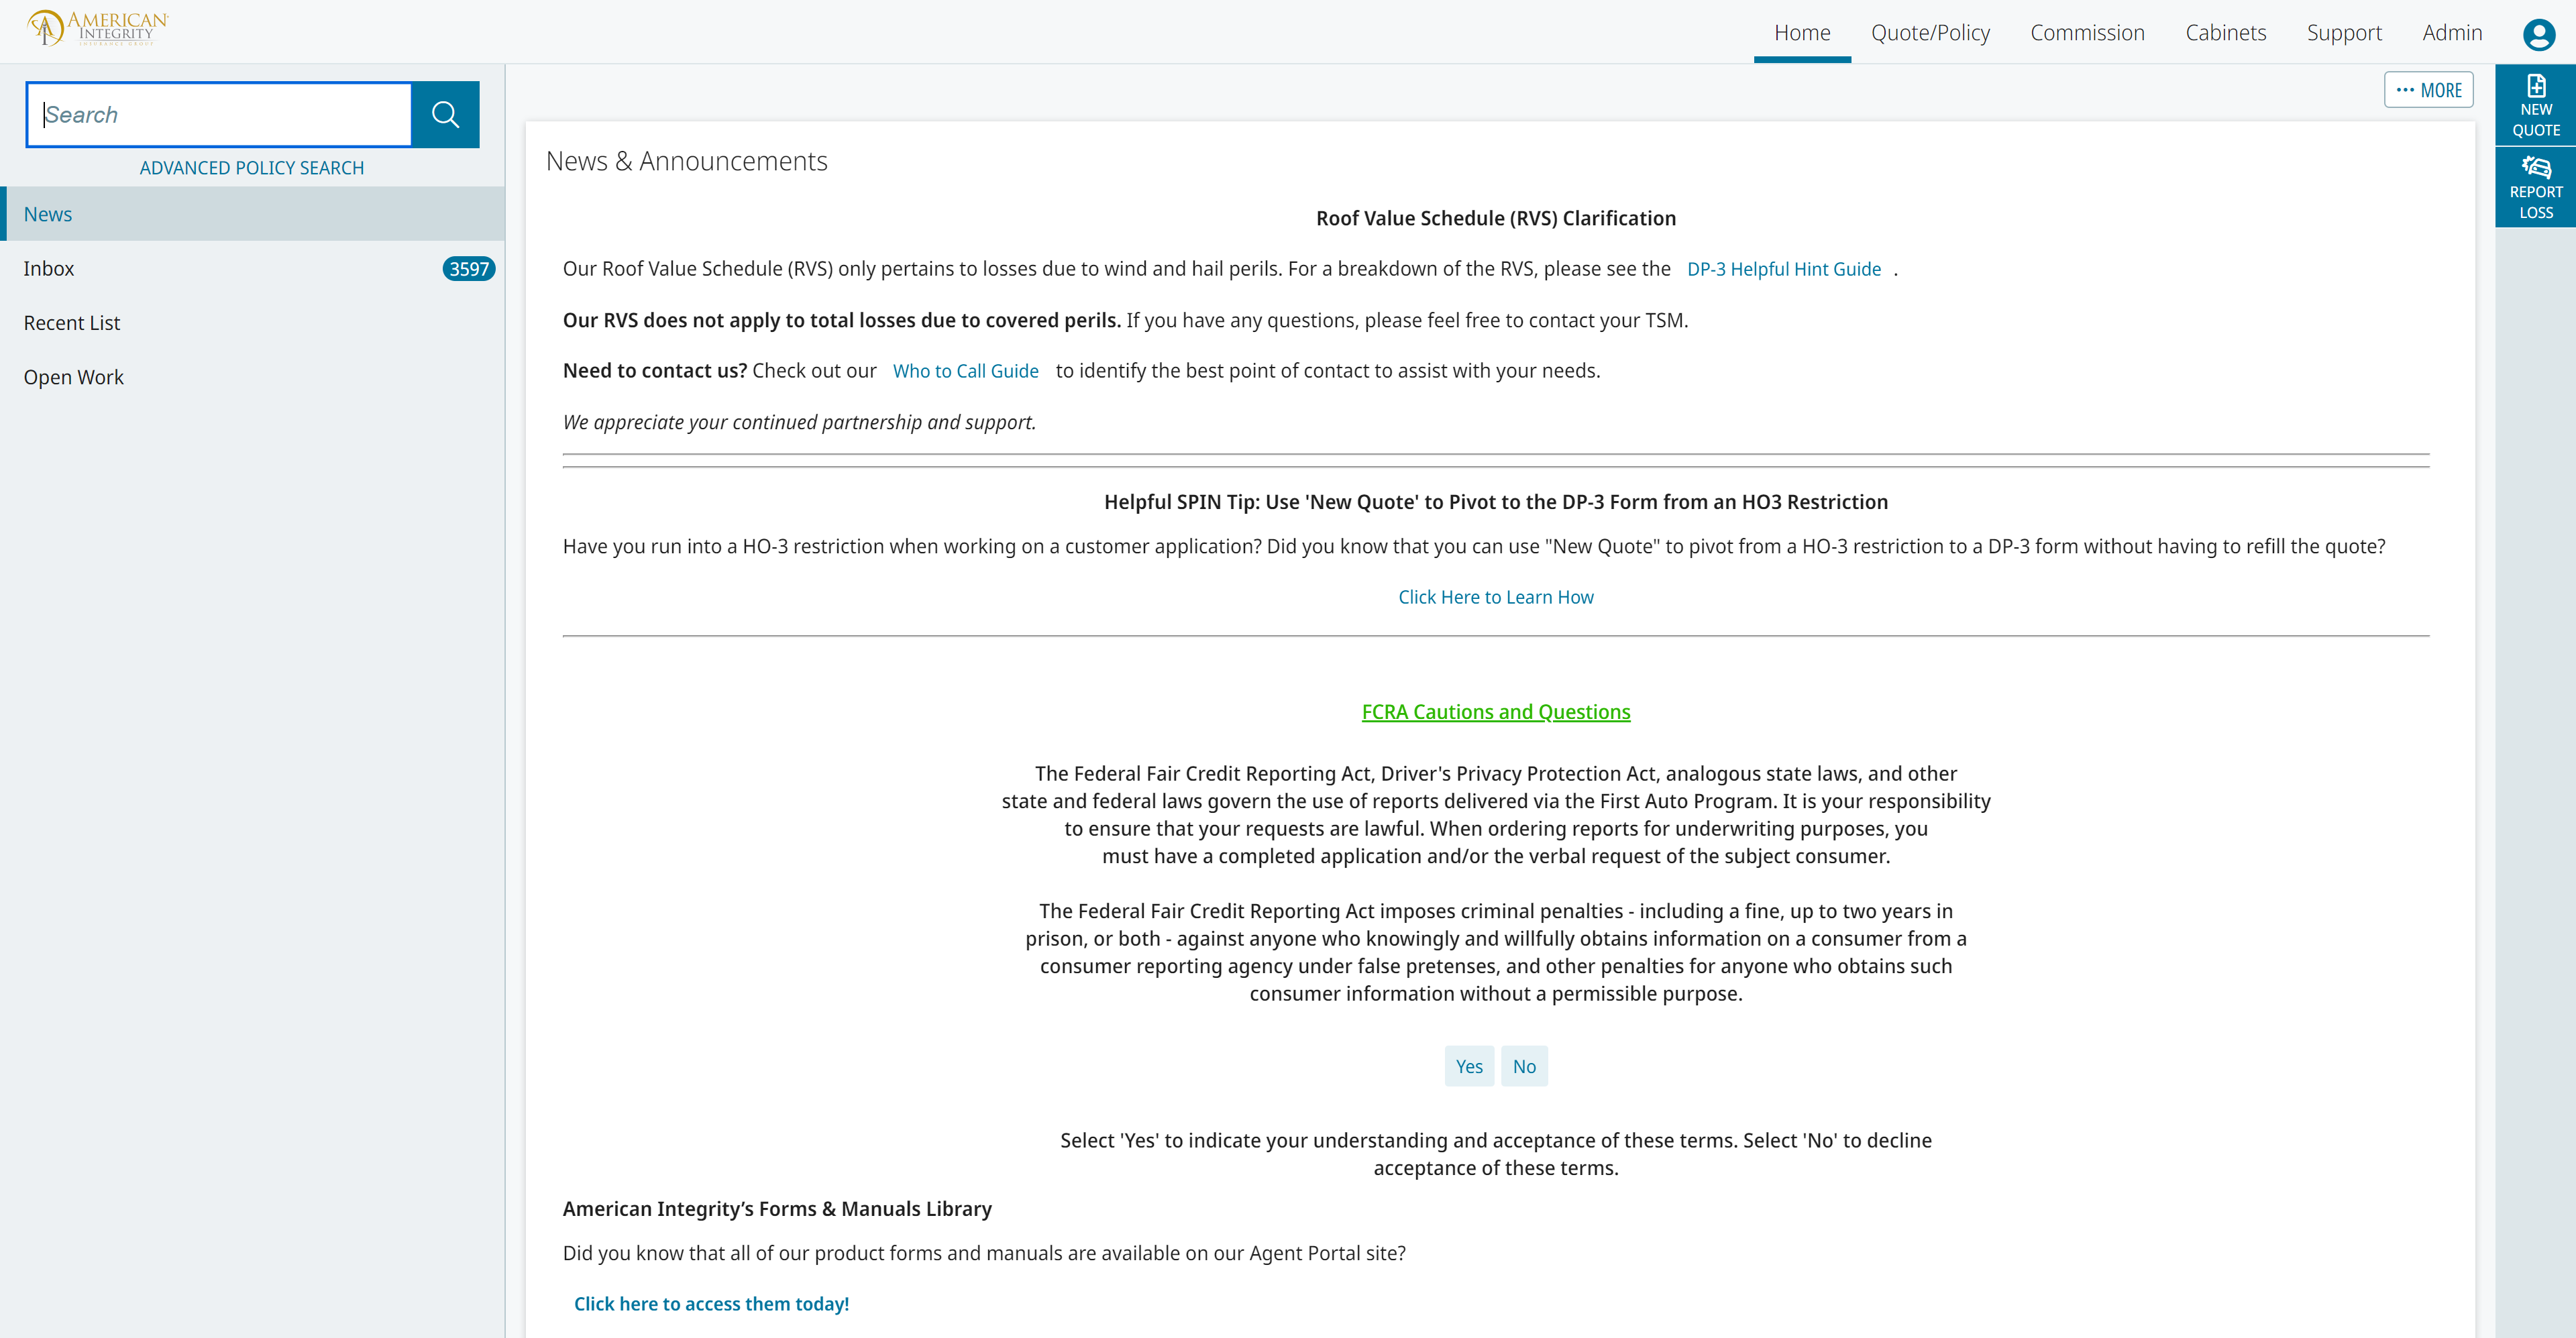 AMERICAN
INTEGRITY
INSURANCE GROUP
Home
Quote/Policy
Commission
Cabinets
Support
Admin
Search
ADVANCED POLICY SEARCH
News
Inbox 3597
Recent List
Open Work
··· MORE
NEW
QUOTE
REPORT
LOSS
News & Announcements
Roof Value Schedule (RVS) Clarification
Our Roof Value Schedule (RVS) only pertains to losses due to wind and hail perils. For a breakdown of the RVS, please see the DP-3 Helpful Hint Guide .
Our RVS does not apply to total losses due to covered perils. If you have any questions, please feel free to contact your TSM.
Need to contact us? Check out our Who to Call Guide to identify the best point of contact to assist with your needs.
We appreciate your continued partnership and support.
Helpful SPIN Tip: Use 'New Quote' to Pivot to the DP-3 Form from an HO3 Restriction
Have you run into a HO-3 restriction when working on a customer application? Did you know that you can use "New Quote" to pivot from a HO-3 restriction to a DP-3 form without having to refill the quote?
Click Here to Learn How
FCRA Cautions and Questions
The Federal Fair Credit Reporting Act, Driver's Privacy Protection Act, analogous state laws, and other
state and federal laws govern the use of reports delivered via the First Auto Program. It is your responsibility
to ensure that your requests are lawful. When ordering reports for underwriting purposes, you
must have a completed application and/or the verbal request of the subject consumer.
The Federal Fair Credit Reporting Act imposes criminal penalties - including a fine, up to two years in
prison, or both - against anyone who knowingly and willfully obtains information on a consumer from a
consumer reporting agency under false pretenses, and other penalties for anyone who obtains such
consumer information without a permissible purpose.
Yes No
Select 'Yes' to indicate your understanding and acceptance of these terms. Select 'No' to decline
acceptance of these terms.
American Integrity’s Forms & Manuals Library
Did you know that all of our product forms and manuals are available on our Agent Portal site?
Click here to access them today!